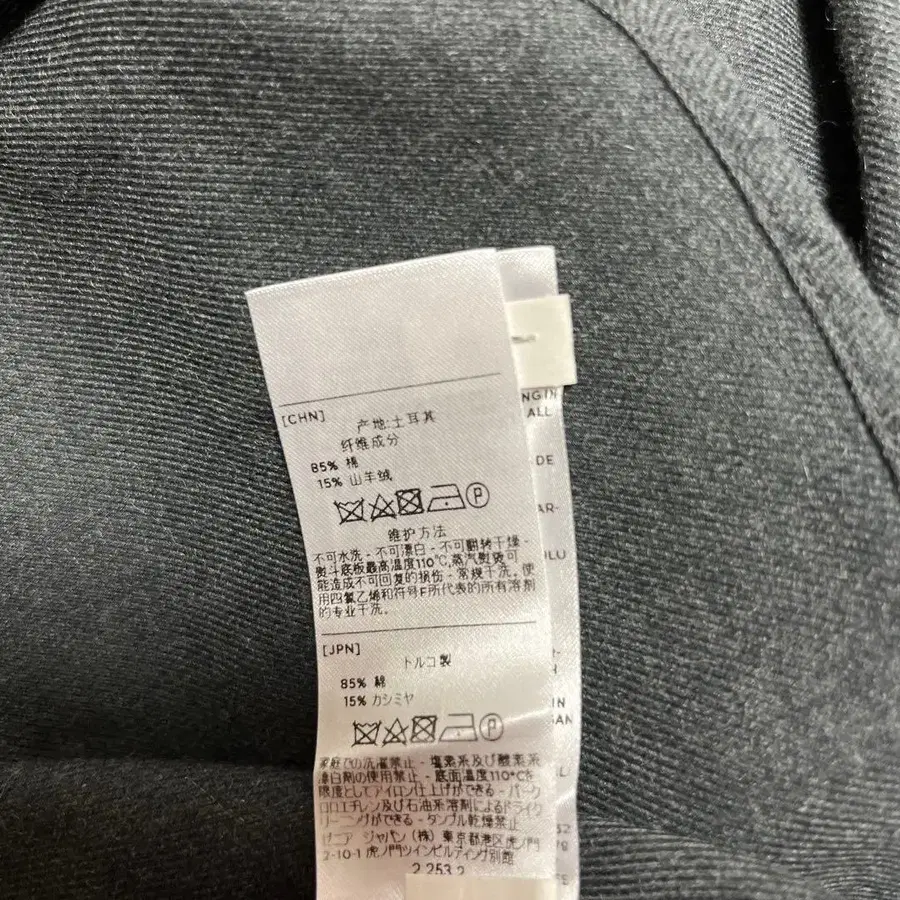 [CHN]
产地:土耳其
纤维成分
85% 棉
15% 山羊绒
P
维护方法
不可水洗 - 不可漂白 - 不可翻转干燥 -
熨斗底板最高温度110℃,蒸汽熨烫可
能造成不可回复的损伤 - 常规干洗。使
用四氯乙烯和符号F所代表的所有溶剂
的专业干洗。
[JPN]
トルコ製
85% 綿
15% カシミヤ
P
家庭での洗濯禁止 - 塩素系及び酸素系
漂白剤の使用禁止 - 底面温度110°Cを
限度としてアイロン仕上げができる - パーク
ロロエチレン及び石油系溶剤によるドライク
リーニングができる - タンブル乾燥禁止
ゼニア ジャパン (株) 東京都港区虎ノ門
2-10-1 虎ノ門ツインビルディング別館
2 253 2
NG IN
ALL
DE
AR-
ULU
R-
H
IN
SAN